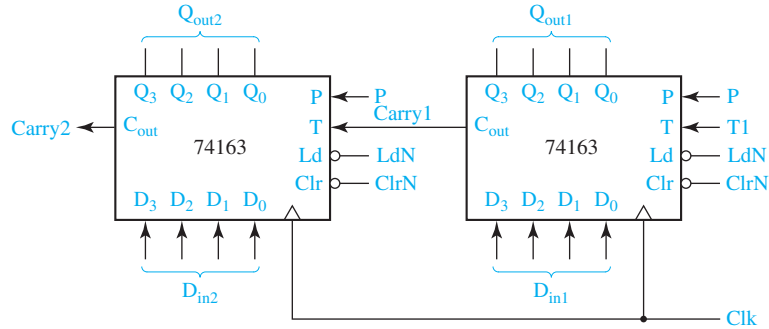 Qout2 Qout1
Q3 Q2 Q1 Q0 P P Q3 Q2 Q1 Q0 P P
Carry2 Cout T Carry1 Cout T T1
74163 74163
Ld LdN Ld LdN
Clr ClrN Clr ClrN
D3 D2 D1 D0 D3 D2 D1 D0
Din2 Din1
Clk